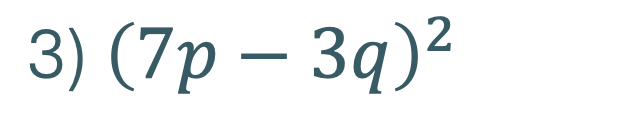 3) (7p − 3q)²